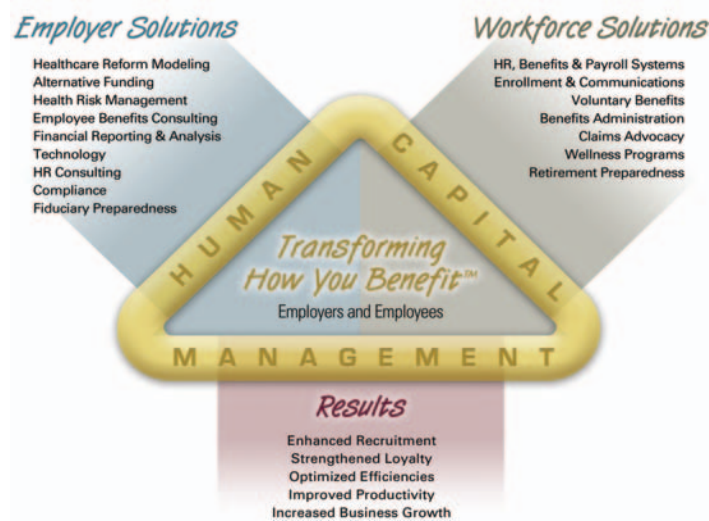 Employer Solutions
Healthcare Reform Modeling
Alternative Funding
Health Risk Management
Employee Benefits Consulting
Financial Reporting & Analysis
Technology
HR Consulting
Compliance
Fiduciary Preparedness
Workforce Solutions
HR, Benefits & Payroll Systems
Enrollment & Communications
Voluntary Benefits
Benefits Administration
Claims Advocacy
Wellness Programs
Retirement Preparedness
HUMAN
CAPITAL
Transforming
How You Benefit™
Employers and Employees
MANAGEMENT
Results
Enhanced Recruitment
Strengthened Loyalty
Optimized Efficiencies
Improved Productivity
Increased Business Growth